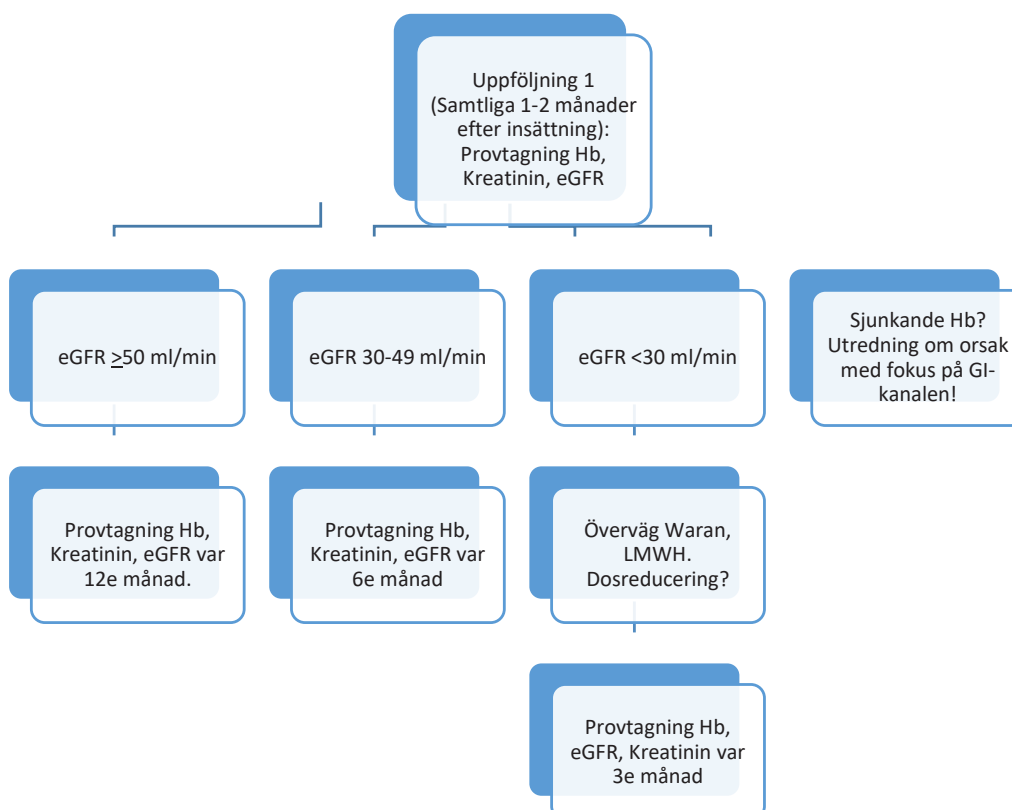 Uppföljning 1
(Samtliga 1-2 månader
efter insättning):
Provtagning Hb,
Kreatinin, eGFR
eGFR ≥50 ml/min
eGFR 30-49 ml/min
eGFR <30 ml/min
Sjunkande Hb?
Utredning om orsak
med fokus på GI-
kanalen!
Provtagning Hb,
Kreatinin, eGFR var
12e månad.
Provtagning Hb,
Kreatinin, eGFR var
6e månad
Överväg Waran,
LMWH.
Dosreducering?
Provtagning Hb,
eGFR, Kreatinin var
3e månad